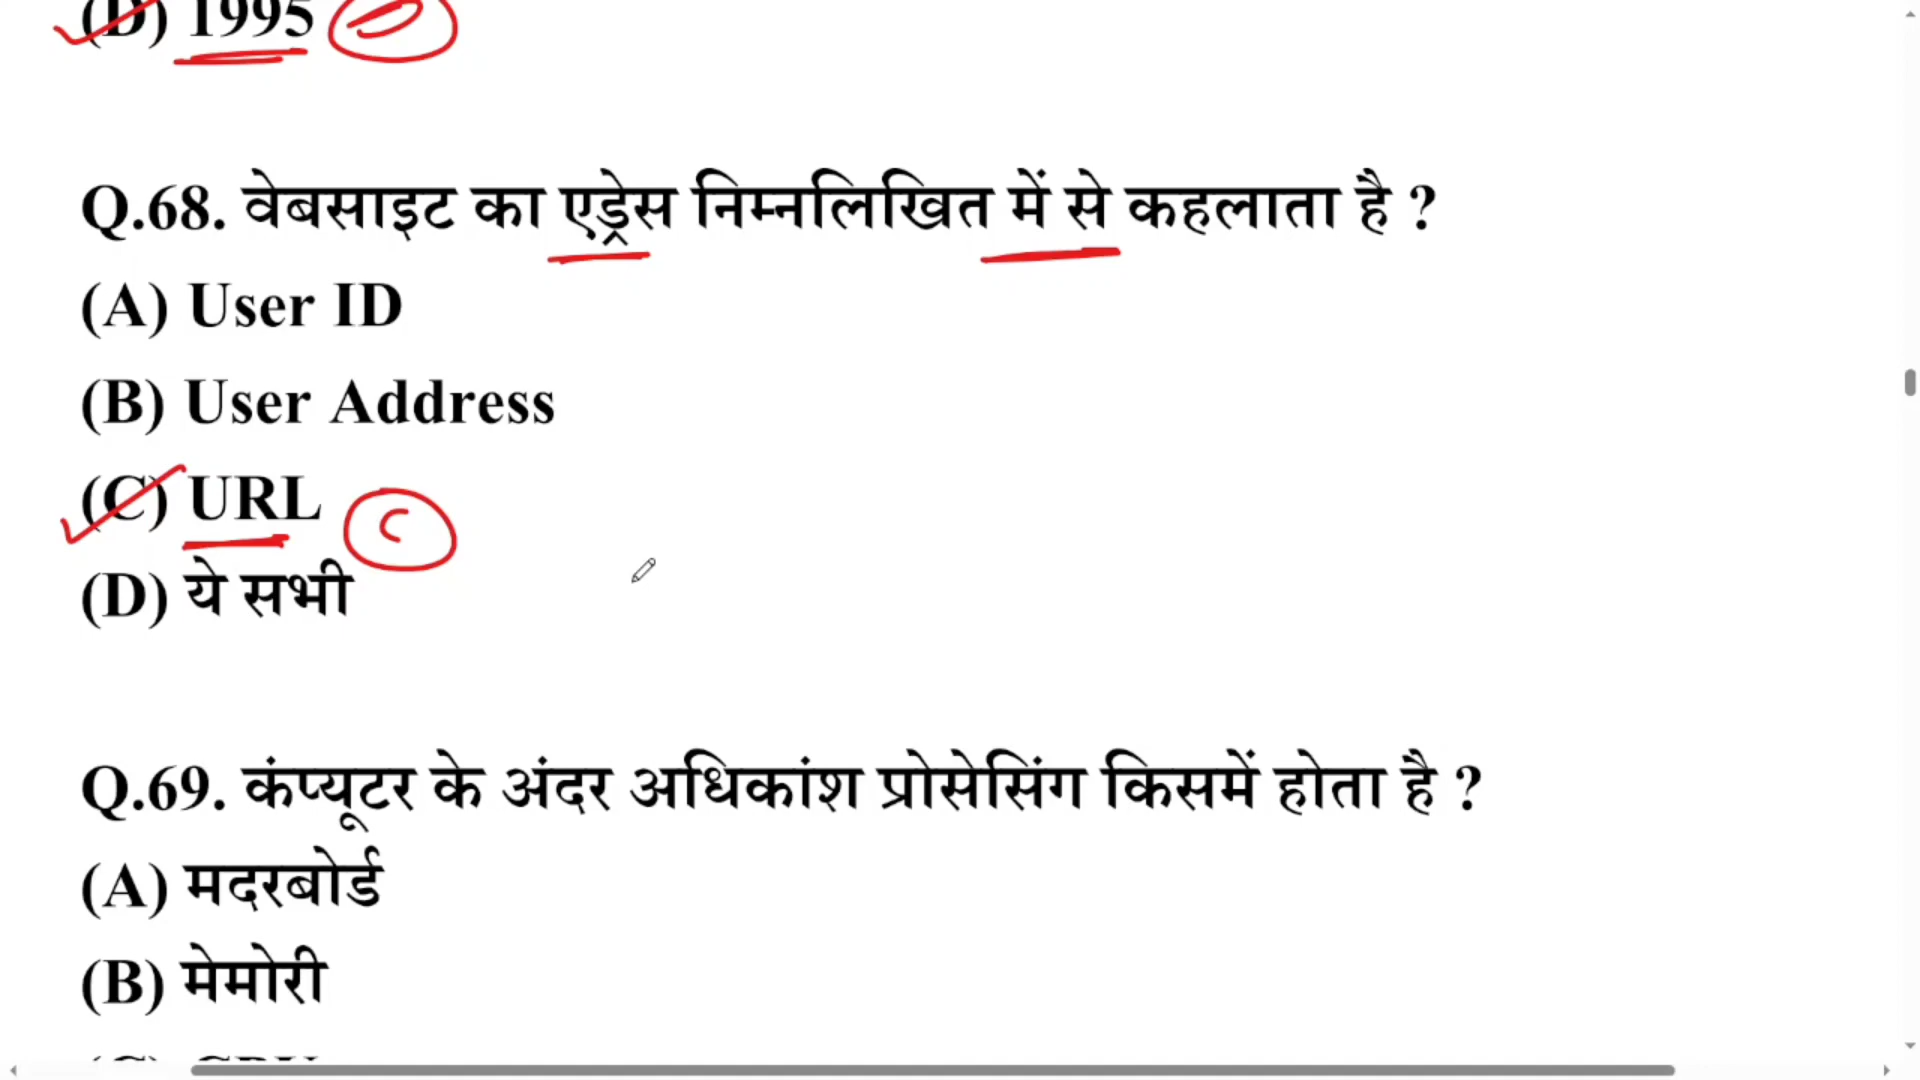 (D) 1995
Q.68. वेबसाइट का एड्रेस निम्नलिखित में से कहलाता है ?
(A) User ID
(B) User Address
(C) URL C
(D) ये सभी
Q.69. कंप्यूटर के अंदर अधिकांश प्रोसेसिंग किसमें होता है ?
(A) मदरबोर्ड
(B) मेमोरी